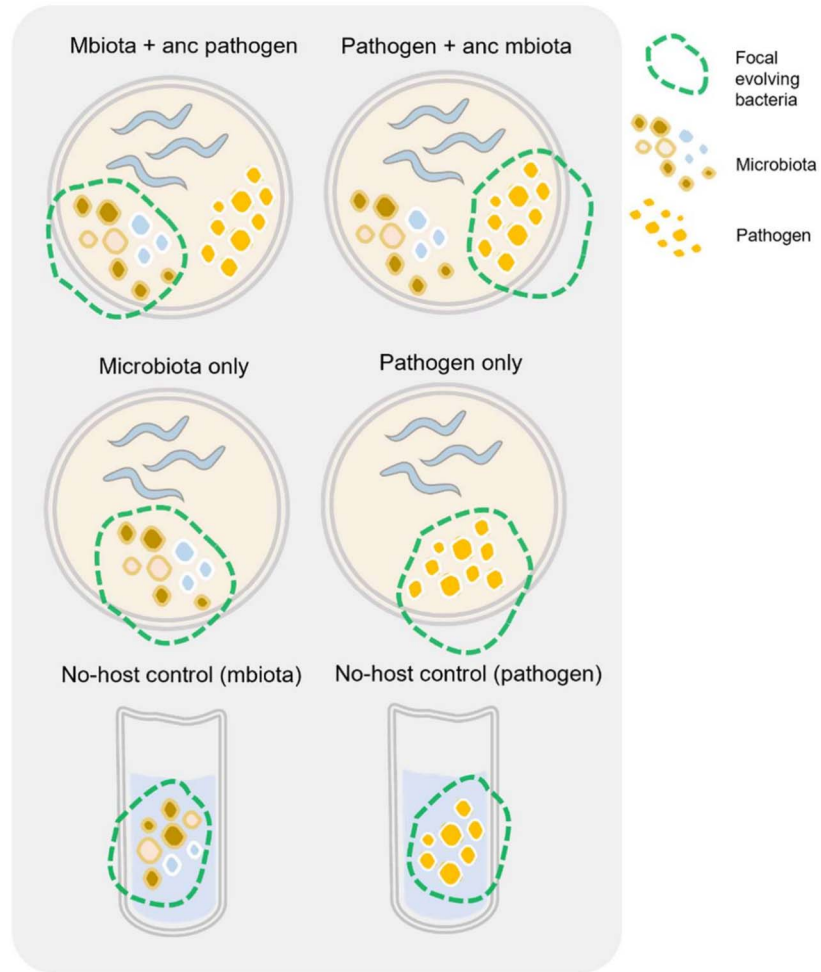 Mbiota + anc pathogen
Pathogen + anc mbiota
Focal
evolving
bacteria
Microbiota
Pathogen
Microbiota only
Pathogen only
No-host control (mbiota)
No-host control (pathogen)